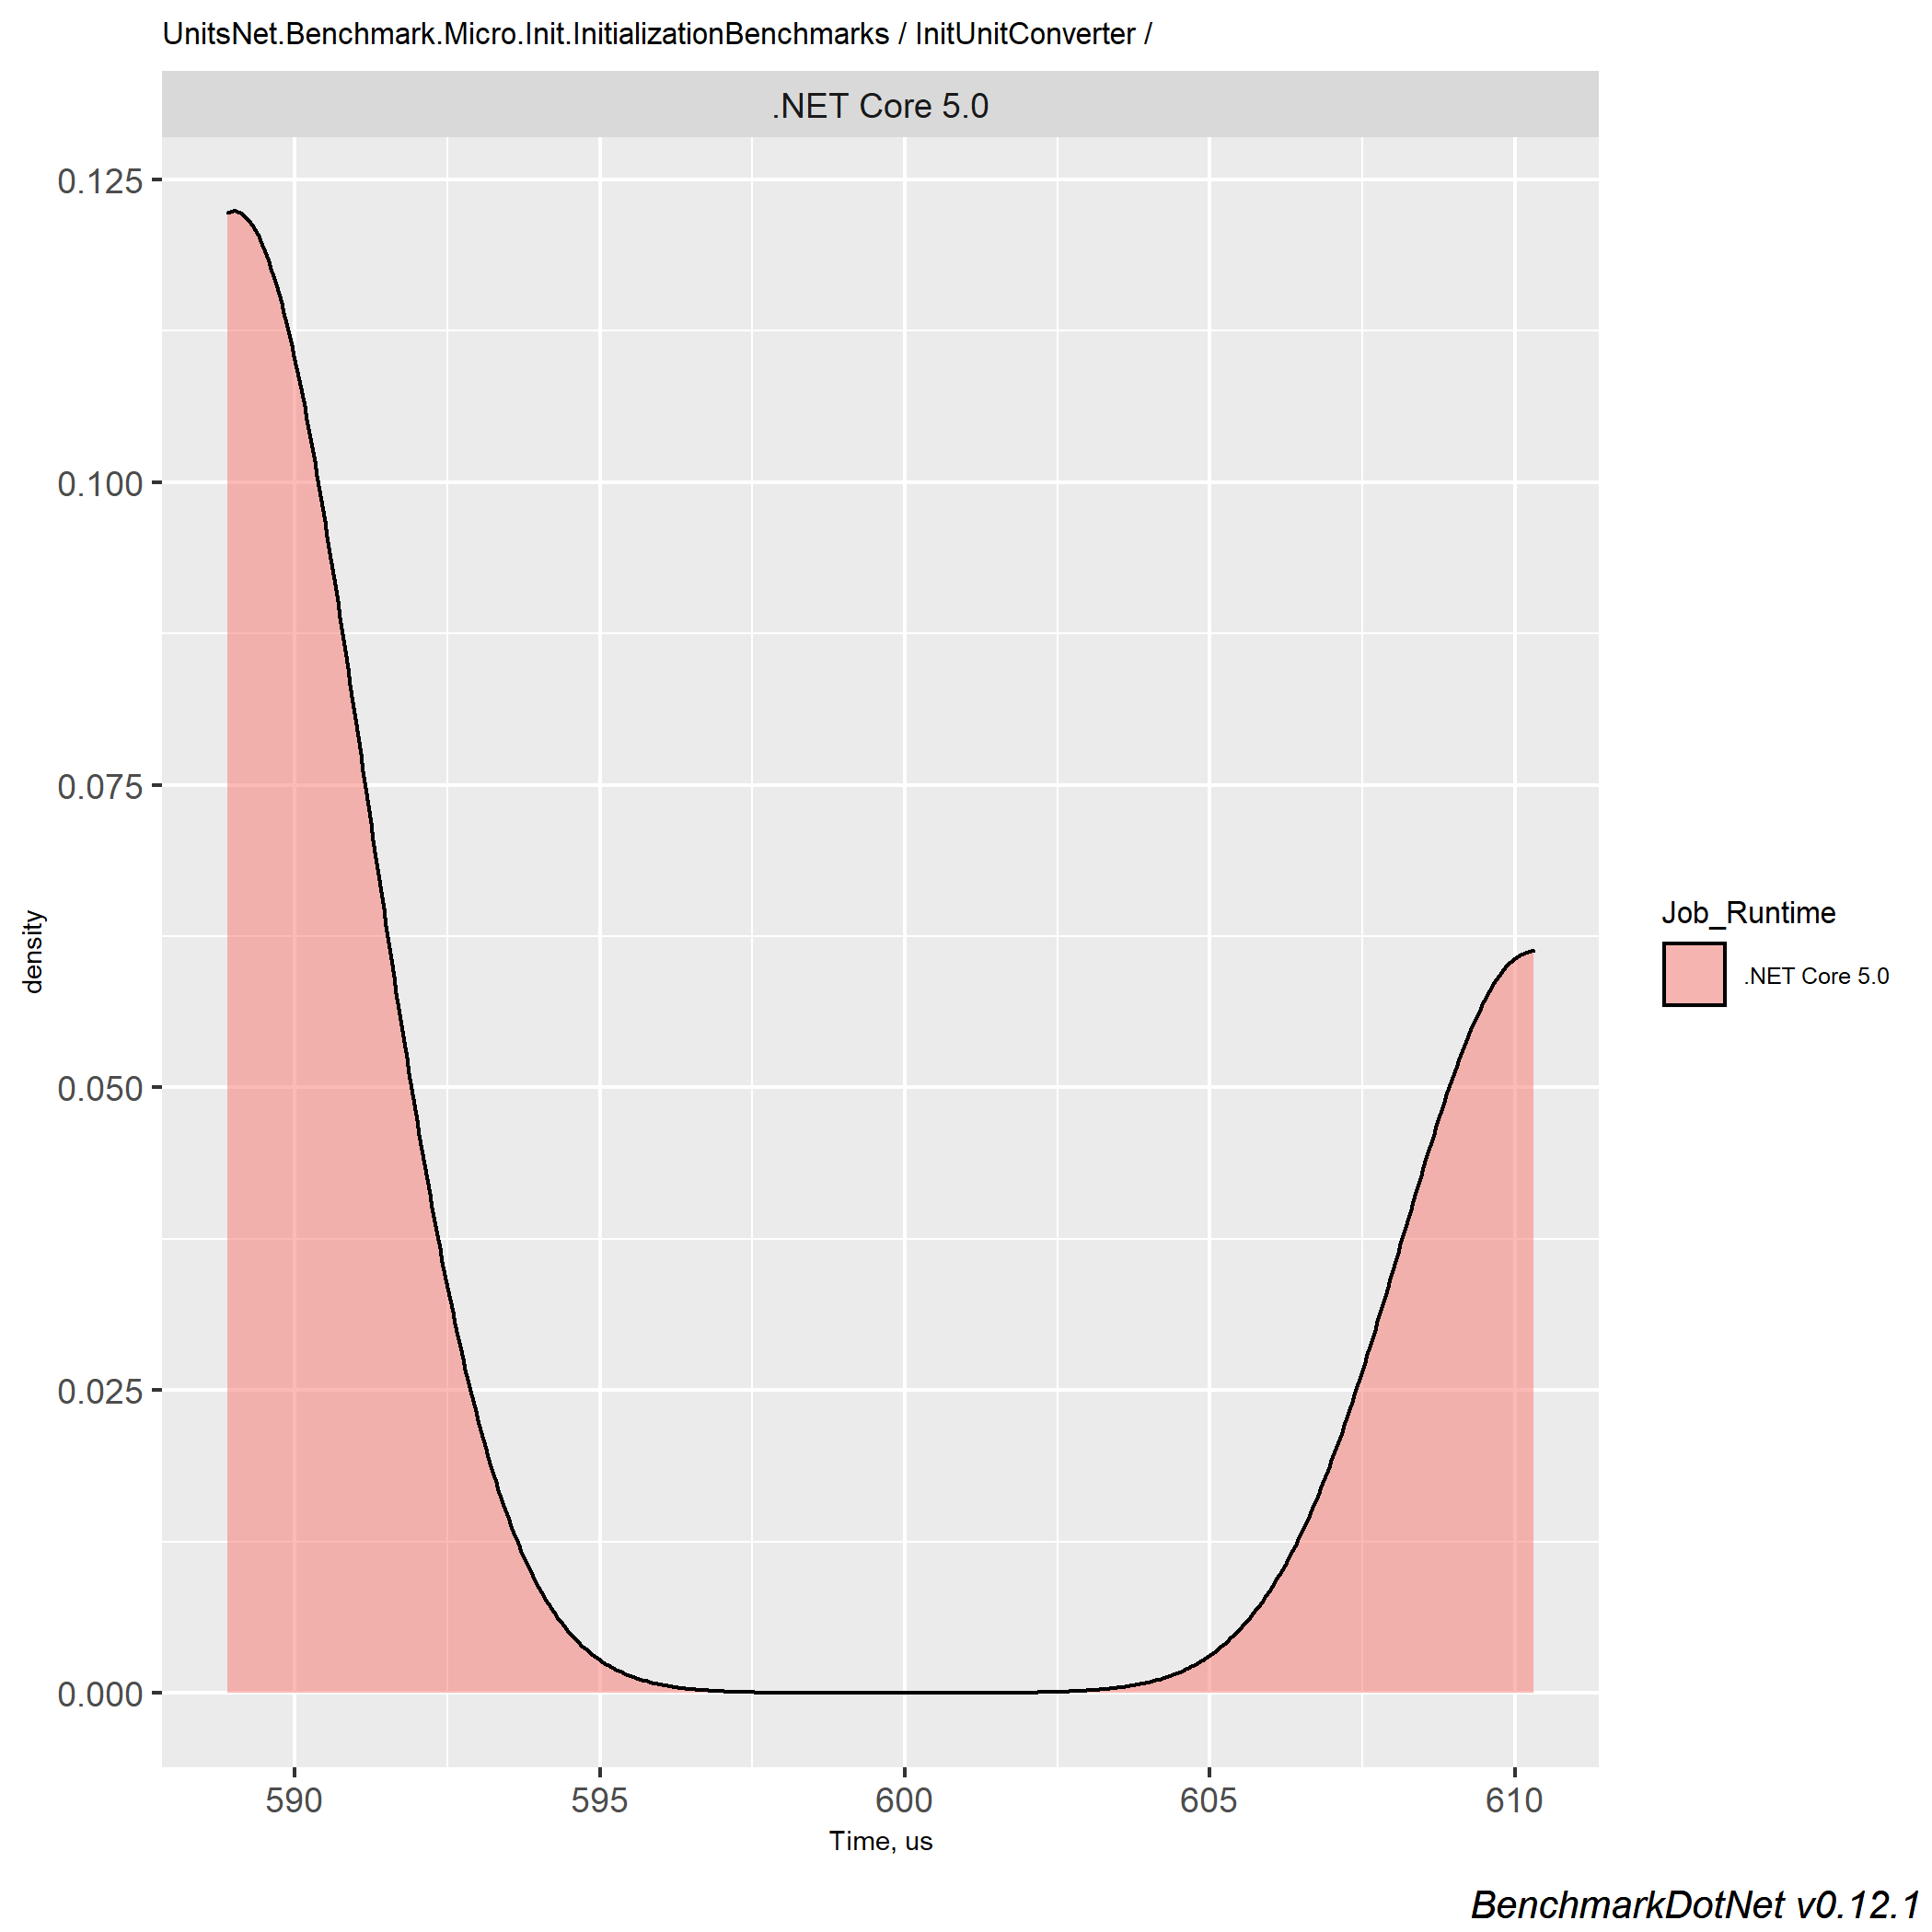 UnitsNet.Benchmark.Micro.Init.InitializationBenchmarks / InitUnitConverter /
.NET Core 5.0
0.125
0.100
0.075
0.050
0.025
0.000
density
590
595
600
605
610
Time, us
Job_Runtime
.NET Core 5.0
BenchmarkDotNet v0.12.1